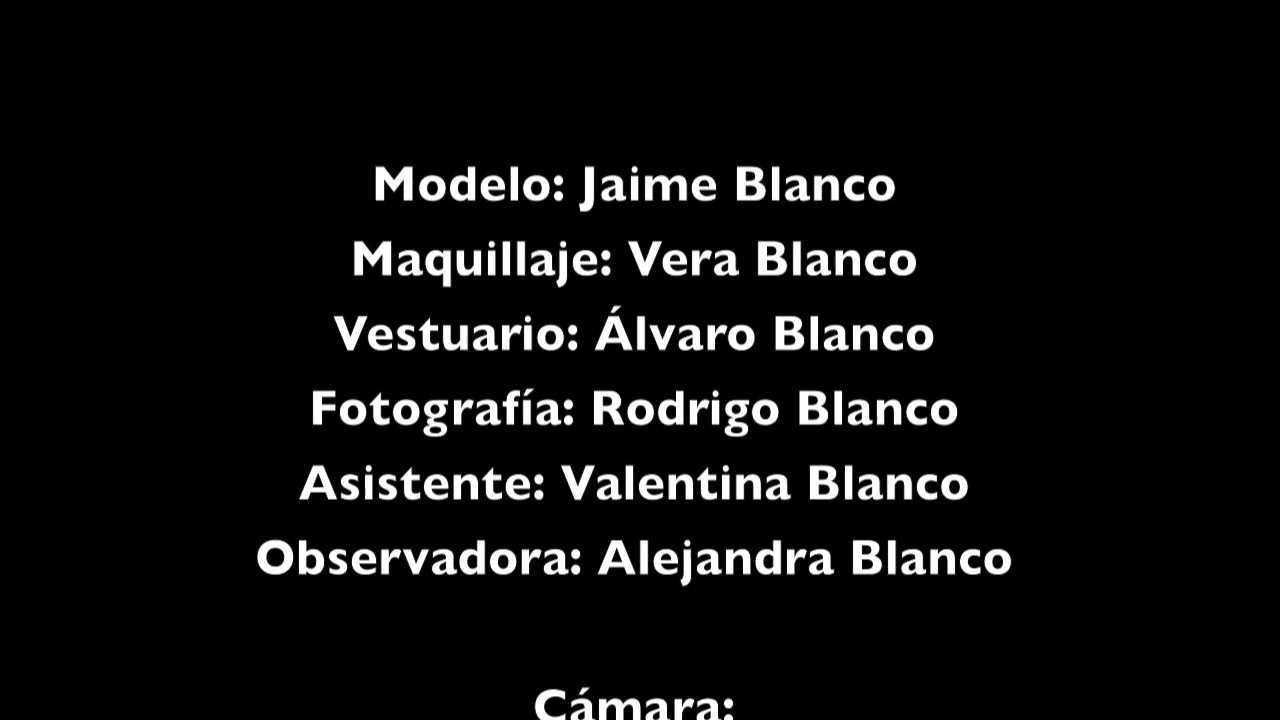 Modelo: Jaime Blanco
Maquillaje: Vera Blanco
Vestuario: Álvaro Blanco
Fotografía: Rodrigo Blanco
Asistente: Valentina Blanco
Observadora: Alejandra Blanco
Cámara: